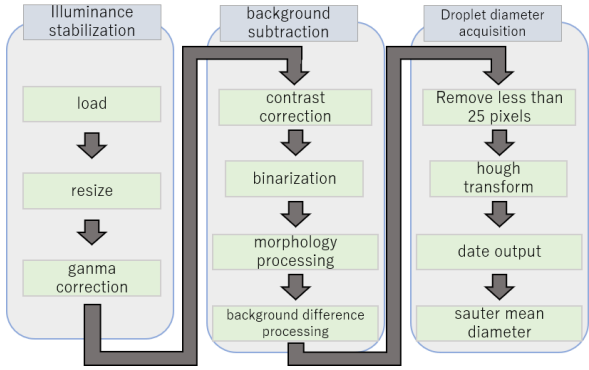 Illuminance
stabilization
load
resize
ganma
correction
background
subtraction
contrast
correction
binarization
morphology
processing
background difference
processing
Droplet diameter
acquisition
Remove less than
25 pixels
hough
transform
date output
sauter mean
diameter